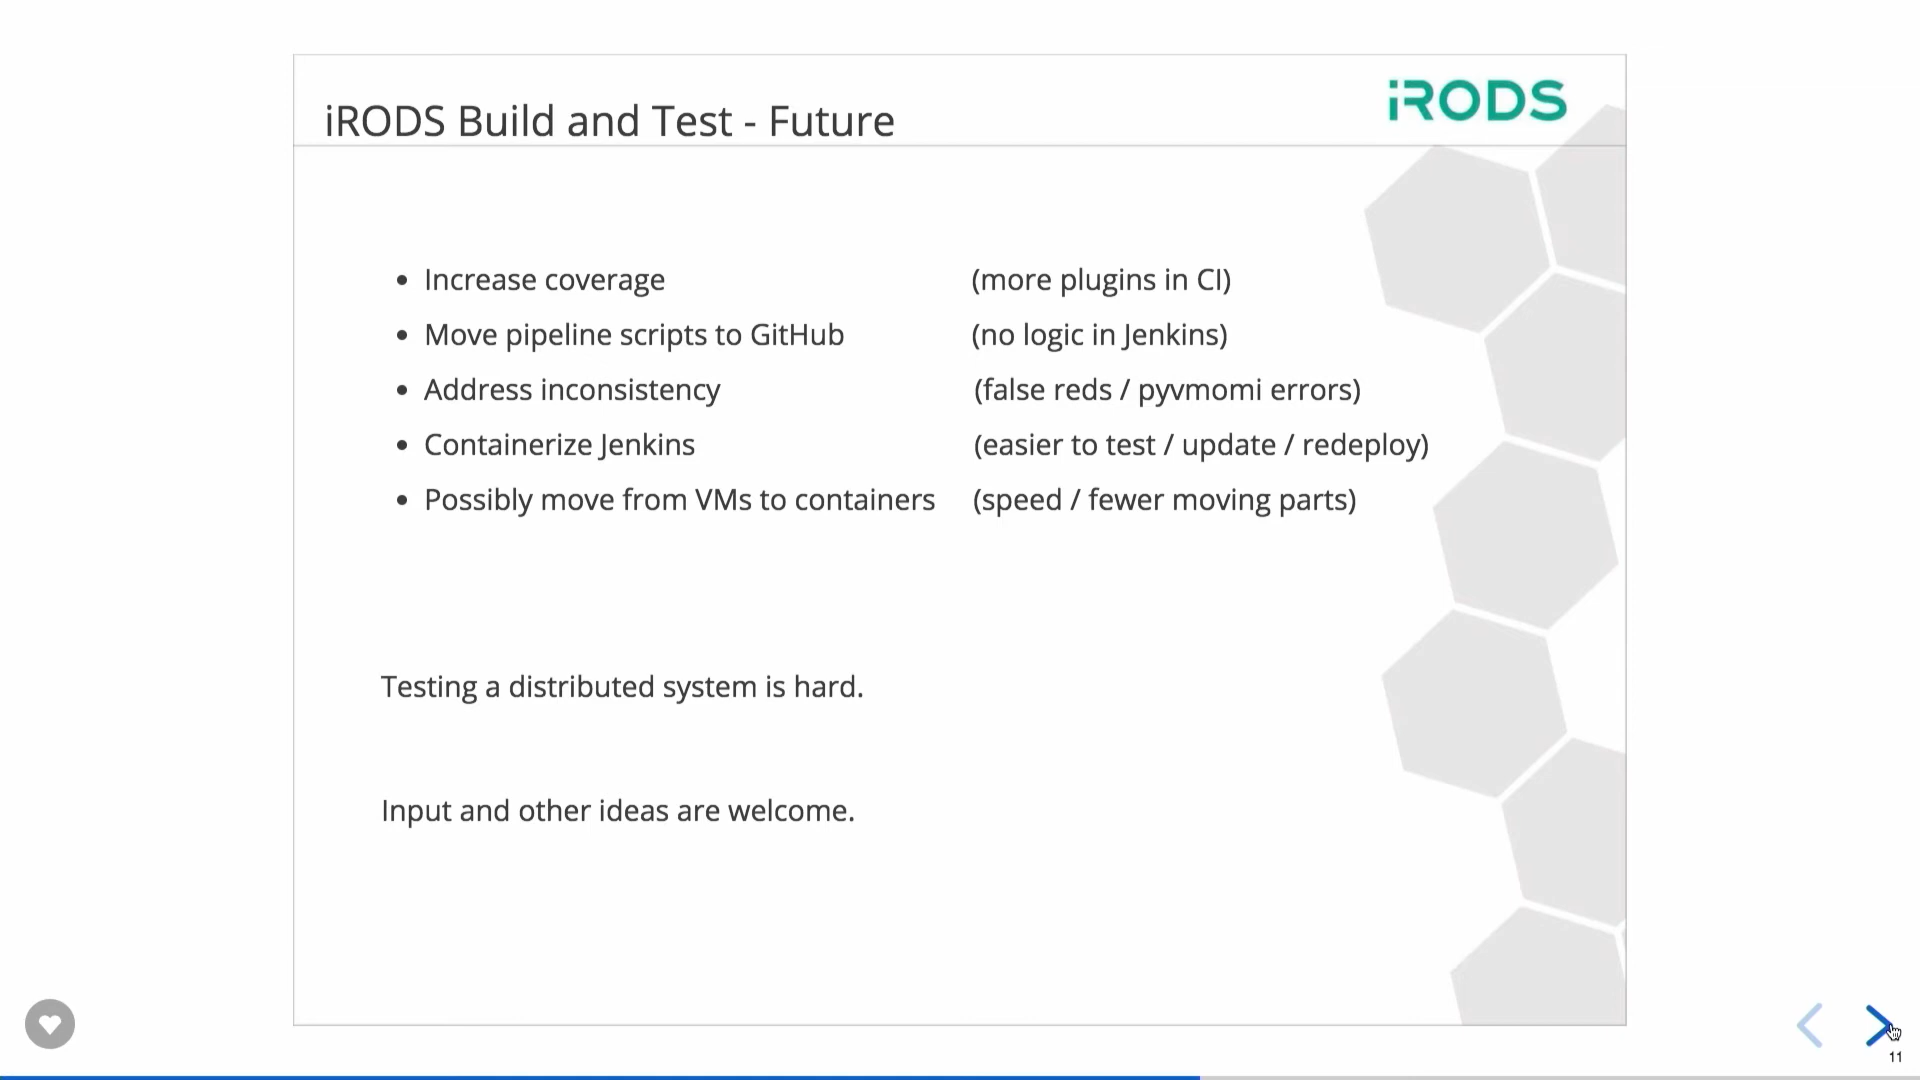 iRODS Build and Test - Future
iRODS
• Increase coverage (more plugins in CI)
• Move pipeline scripts to GitHub (no logic in Jenkins)
• Address inconsistency (false reds / pyvmomi errors)
• Containerize Jenkins (easier to test / update / redeploy)
• Possibly move from VMs to containers (speed / fewer moving parts)
Testing a distributed system is hard.
Input and other ideas are welcome.
11